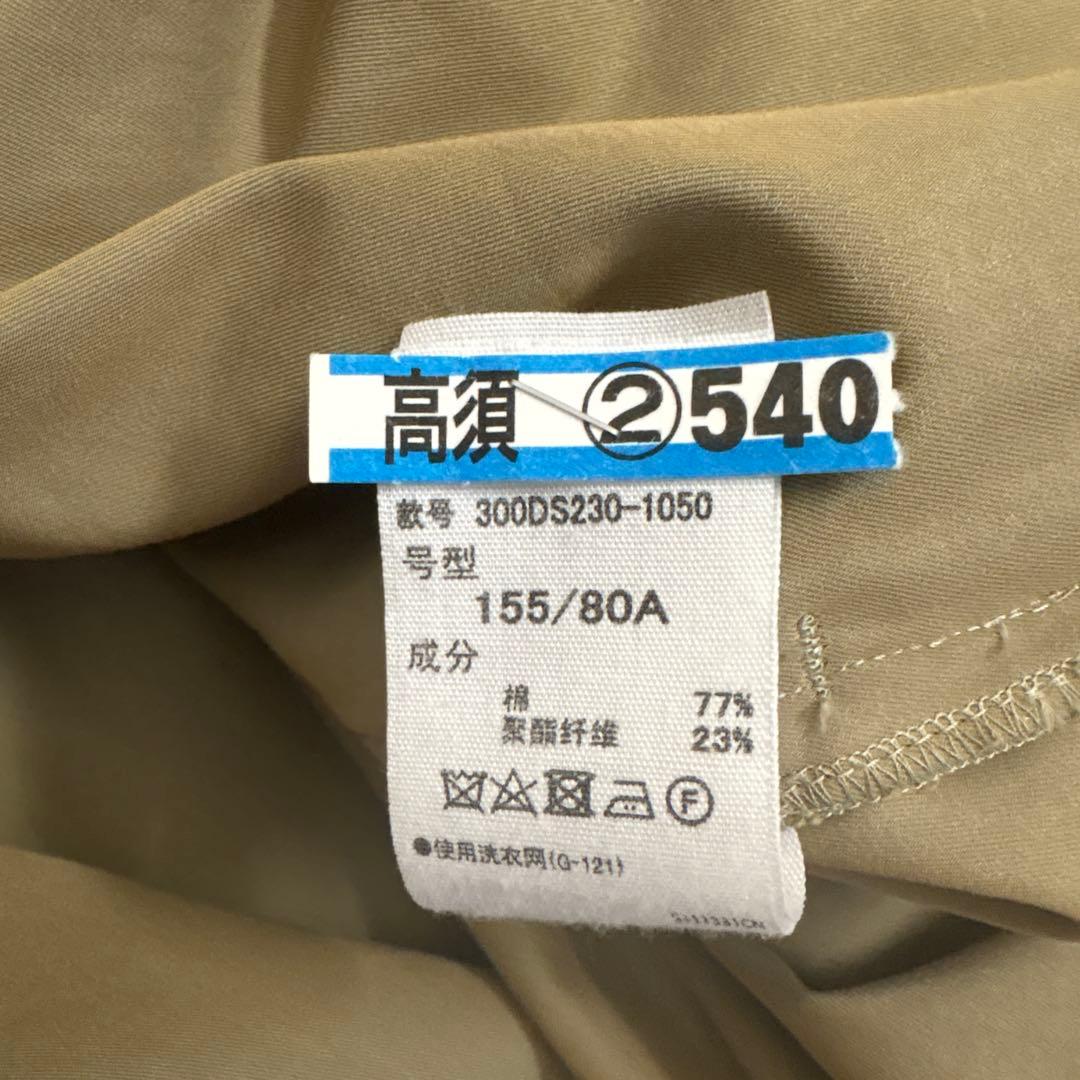 高須 ②540
款号 300DS230-1050
号型
155/80A
成分
棉 77%
聚酯纤维 23%
F
●使用洗衣网(G-121)